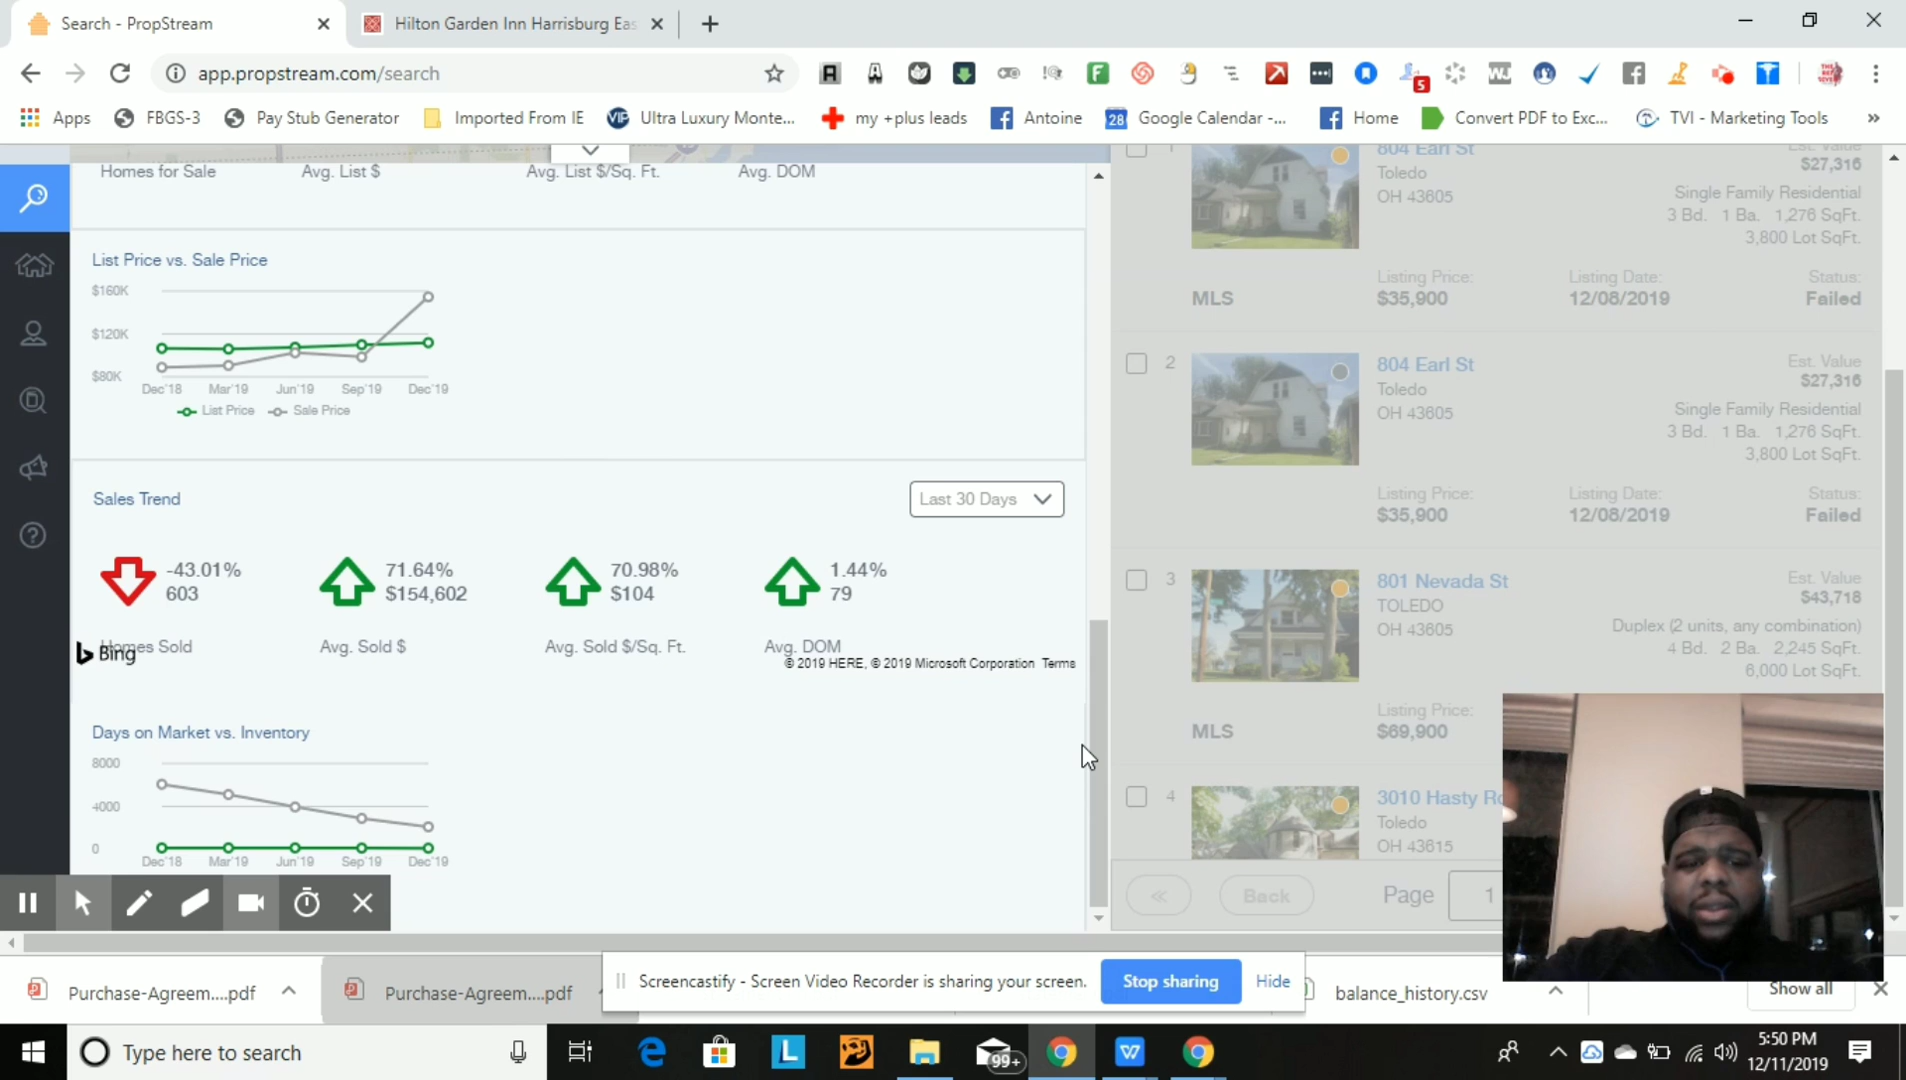 Search - PropStream
Hilton Garden Inn Harrisburg Eas
app.propstream.com/search
5
Apps
FBGS-3
Pay Stub Generator
Imported From IE
VIP
Ultra Luxury Monte...
my +plus leads
Antoine
28
Google Calendar -...
Home
Convert PDF to Exc...
TVI - Marketing Tools
»
Homes for Sale
Avg. List $
Avg. List $/Sq. Ft.
Avg. DOM
List Price vs. Sale Price
$160K
$120K
$80K
Dec'18 Mar'19 Jun'19 Sep'19 Dec'19
List Price Sale Price
Sales Trend
Last 30 Days
-43.01%
603
Homes Sold
71.64%
$154,602
Avg. Sold $
70.98%
$104
Avg. Sold $/Sq. Ft.
1.44%
79
Avg. DOM
Bing
© 2019 HERE, © 2019 Microsoft Corporation Terms
Days on Market vs. Inventory
8000
4000
0
Dec'18 Mar'19 Jun'19 Sep'19 Dec'19
1
804 Earl St
Toledo
OH 43605
Est. Value
$27,316
Single Family Residential
3 Bd. 1 Ba. 1,276 SqFt.
3,800 Lot SqFt.
MLS
Listing Price:
$35,900
Listing Date:
12/08/2019
Status:
Failed
2
804 Earl St
Toledo
OH 43605
Est. Value
$27,316
Single Family Residential
3 Bd. 1 Ba. 1,276 SqFt.
3,800 Lot SqFt.
Listing Price:
$35,900
Listing Date:
12/08/2019
Status:
Failed
3
801 Nevada St
TOLEDO
OH 43605
Est. Value
$43,718
Duplex (2 units, any combination)
4 Bd. 2 Ba. 2,245 SqFt.
6,000 Lot SqFt.
MLS
Listing Price:
$69,900
4
3010 Hasty
Toledo
OH 43615
Back
Page
1
Purchase-Agreem....pdf
Purchase-Agreem....pdf
Screencastify - Screen Video Recorder is sharing your screen.
Stop sharing
Hide
balance_history.csv
Show all
Type here to search
99+
5:50 PM
12/11/2019